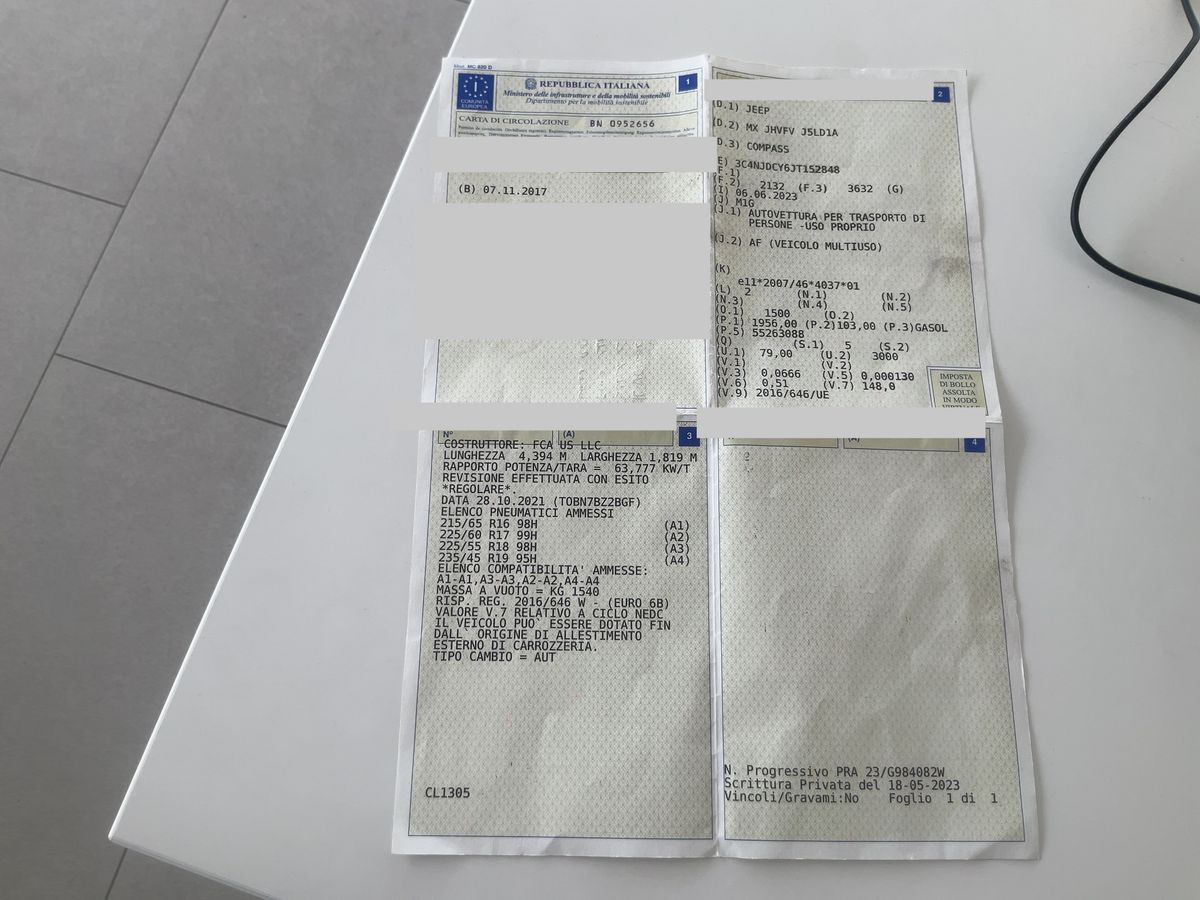 Mod. MC 820 D
COMUNITÀ
EUROPEA
I
REPUBBLICA ITALIANA
Ministero delle infrastrutture e della mobilità sostenibili
Dipartimento per la mobilità sostenibile
1
CARTA DI CIRCOLAZIONE BN 0952656
(B) 07.11.2017
2
(D.1) JEEP
(D.2) MX JHVFV J5LD1A
D.3) COMPASS
E) 3C4NJDCY6JT152848
(F.1)
(F.2) 2132 (F.3) 3632 (G)
(I) 06.06.2023
(J) M1G
(J.1) AUTOVETTURA PER TRASPORTO DI
PERSONE -USO PROPRIO
(J.2) AF (VEICOLO MULTIUSO)
(K)
e11*2007/46*4037*01
(L) 2 (N.1) (N.2)
(N.3) (N.4) (N.5)
(O.1) 1500 (O.2)
(P.1) 1956,00 (P.2)103,00 (P.3)GASOL
(P.5) 55263088
(Q) (S.1) 5 (S.2)
(U.1) 79,00 (U.2) 3000
(V.1) (V.2)
(V.3) 0,0666 (V.5) 0,000130
(V.6) 0,51 (V.7) 148,0
(V.9) 2016/646/UE
IMPOSTA
DI BOLLO
ASSOLTA
IN MODO
N° (A) 3
COSTRUTTORE: FCA US LLC
LUNGHEZZA 4,394 M LARGHEZZA 1,819 M
RAPPORTO POTENZA/TARA = 63,777 KW/T
REVISIONE EFFETTUATA CON ESITO
*REGOLARE*.
DATA 28.10.2021 (TOBN7BZ2BGF)
ELENCO PNEUMATICI AMMESSI
215/65 R16 98H (A1)
225/60 R17 99H (A2)
225/55 R18 98H (A3)
235/45 R19 95H (A4)
ELENCO COMPATIBILITA' AMMESSE:
A1-A1,A3-A3,A2-A2,A4-A4
MASSA A VUOTO = KG 1540
RISP. REG. 2016/646 W - (EURO 6B)
VALORE V.7 RELATIVO A CICLO NEDC
IL VEICOLO PUO` ESSERE DOTATO FIN
DALL` ORIGINE DI ALLESTIMENTO
ESTERNO DI CARROZZERIA.
TIPO CAMBIO = AUT
CL1305
4
N. Progressivo PRA 23/G984082W
Scrittura Privata del 18-05-2023
Vincoli/Gravami:No Foglio 1 di 1